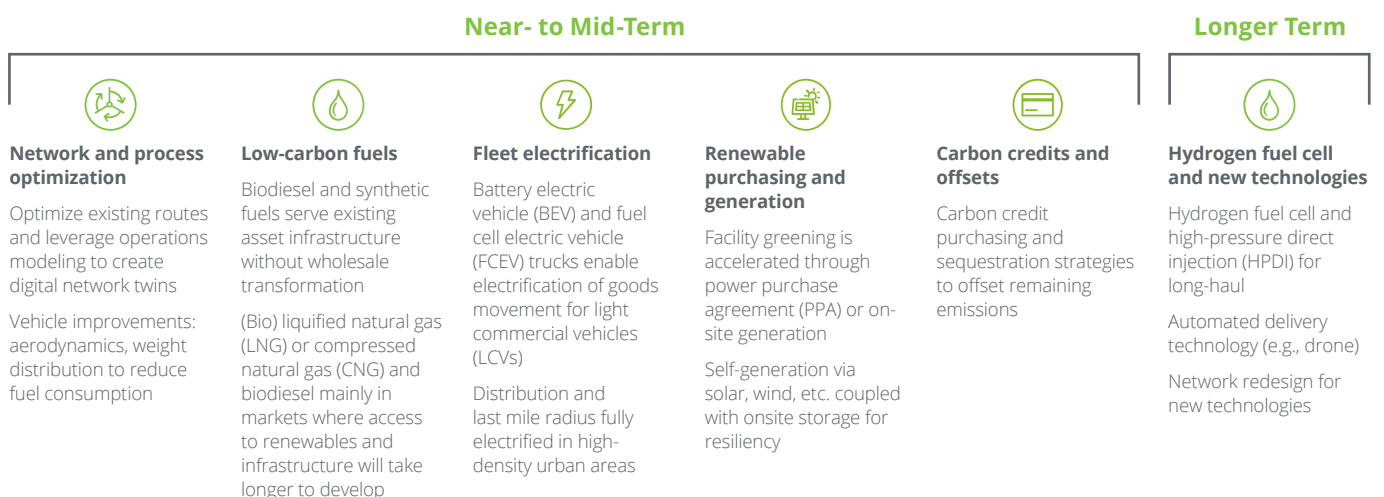 Near- to Mid-Term
Longer Term
Network and process
optimization
Optimize existing routes
and leverage operations
modeling to create
digital network twins
Vehicle improvements:
aerodynamics, weight
distribution to reduce
fuel consumption
Low-carbon fuels
Biodiesel and synthetic
fuels serve existing
asset infrastructure
without wholesale
transformation
(Bio) liquified natural gas
(LNG) or compressed
natural gas (CNG) and
biodiesel mainly in
markets where access
to renewables and
infrastructure will take
longer to develop
Fleet electrification
Battery electric
vehicle (BEV) and fuel
cell electric vehicle
(FCEV) trucks enable
electrification of goods
movement for light
commercial vehicles
(LCVs)
Distribution and
last mile radius fully
electrified in high-
density urban areas
Renewable
purchasing and
generation
Facility greening is
accelerated through
power purchase
agreement (PPA) or on-
site generation
Self-generation via
solar, wind, etc. coupled
with onsite storage for
resiliency
Carbon credits and
offsets
Carbon credit
purchasing and
sequestration strategies
to offset remaining
emissions
Hydrogen fuel cell
and new technologies
Hydrogen fuel cell and
high-pressure direct
injection (HPDI) for
long-haul
Automated delivery
technology (e.g., drone)
Network redesign for
new technologies